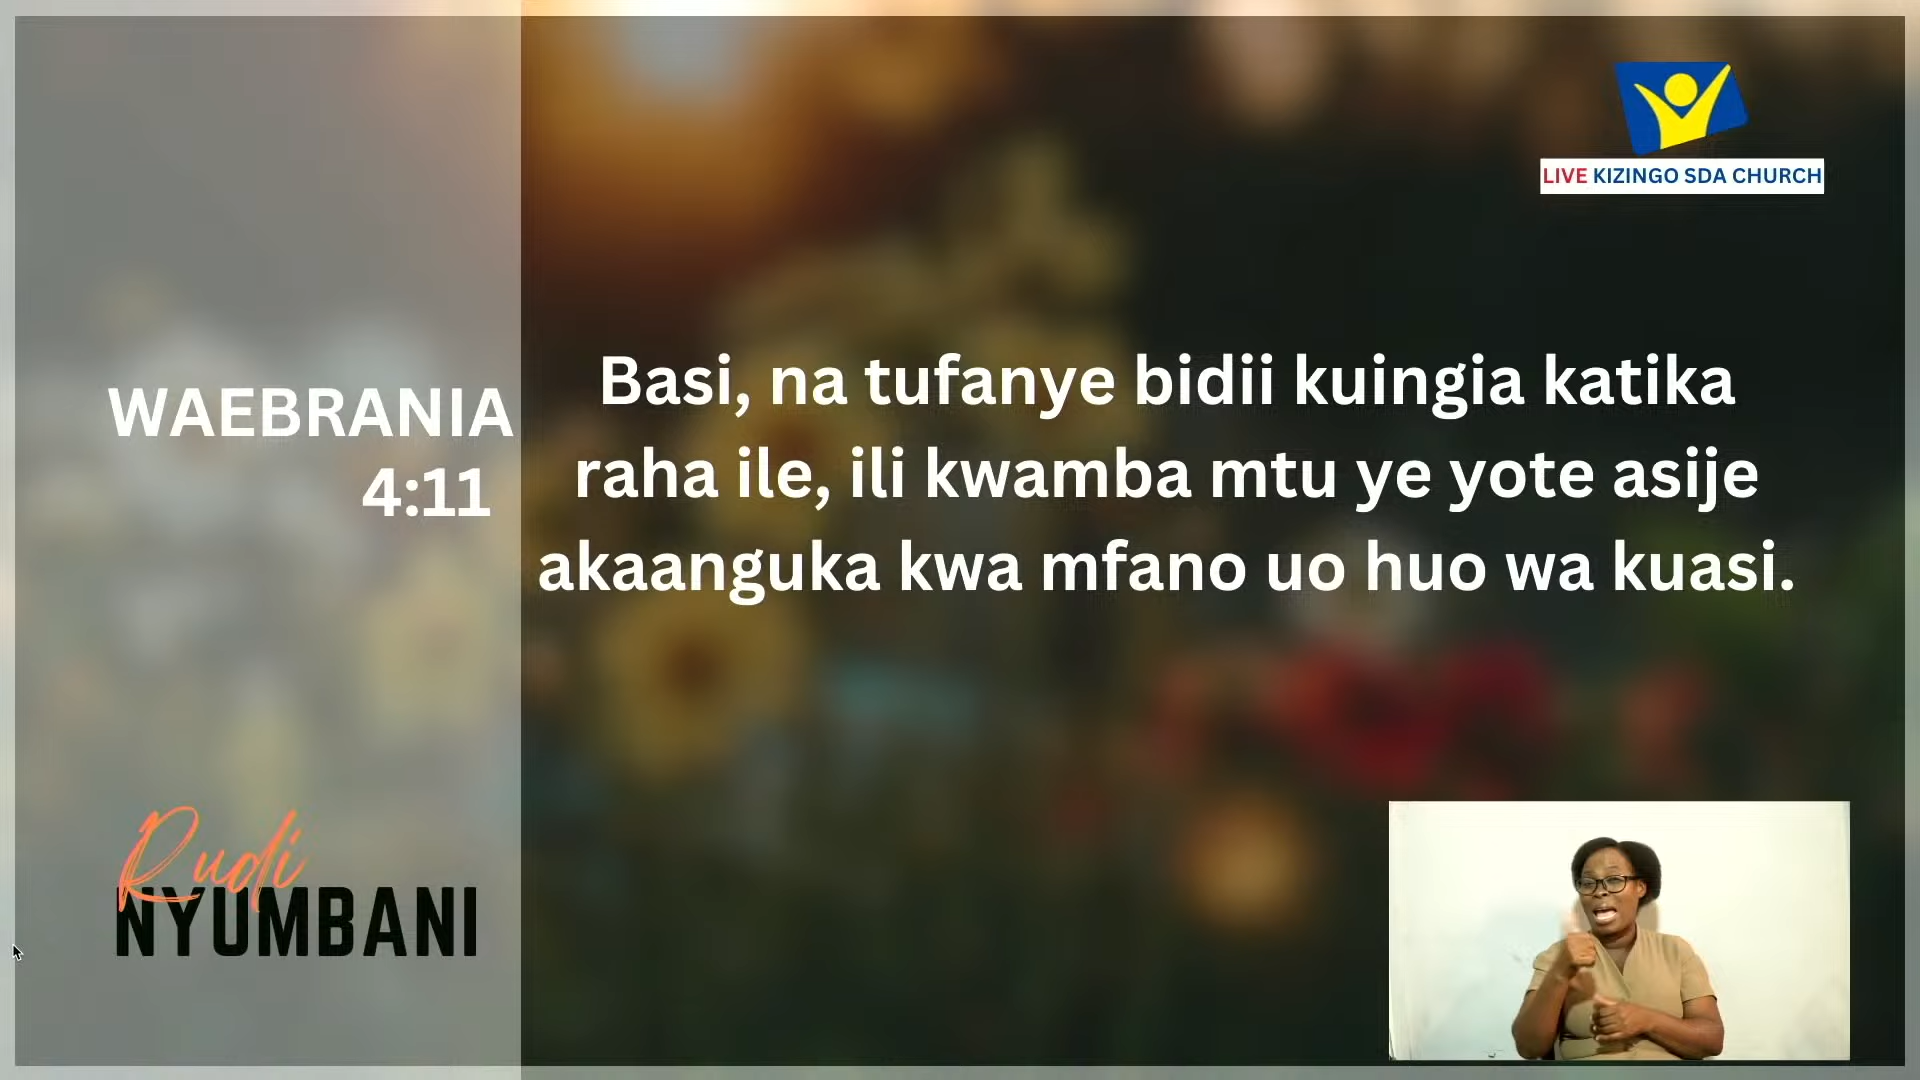 LIVE KIZINGO SDA CHURCH
WAEBRANIA
4:11
Basi, na tufanye bidii kuingia katika
raha ile, ili kwamba mtu ye yote asije
akaanguka kwa mfano uo huo wa kuasi.
Rudi
NYUMBANI